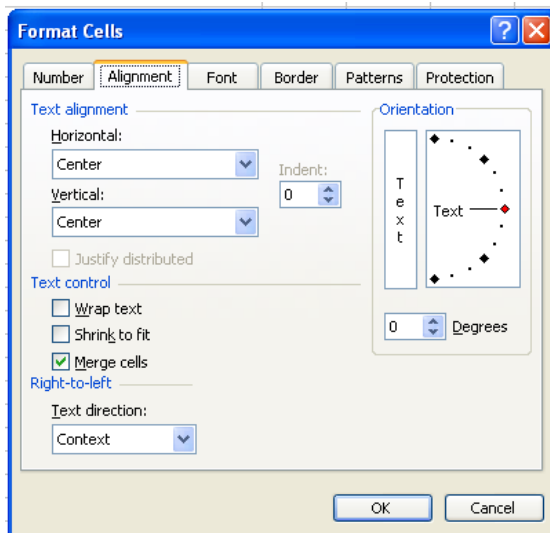 Format Cells
Number Alignment Font Border Patterns Protection
Text alignment
Horizontal:
Center
Indent:
0
Vertical:
Center
Justify distributed
Text control
Wrap text
Shrink to fit
Merge cells
Right-to-left
Text direction:
Context
Orientation
T
e
x
t
Text
0 Degrees
OK Cancel